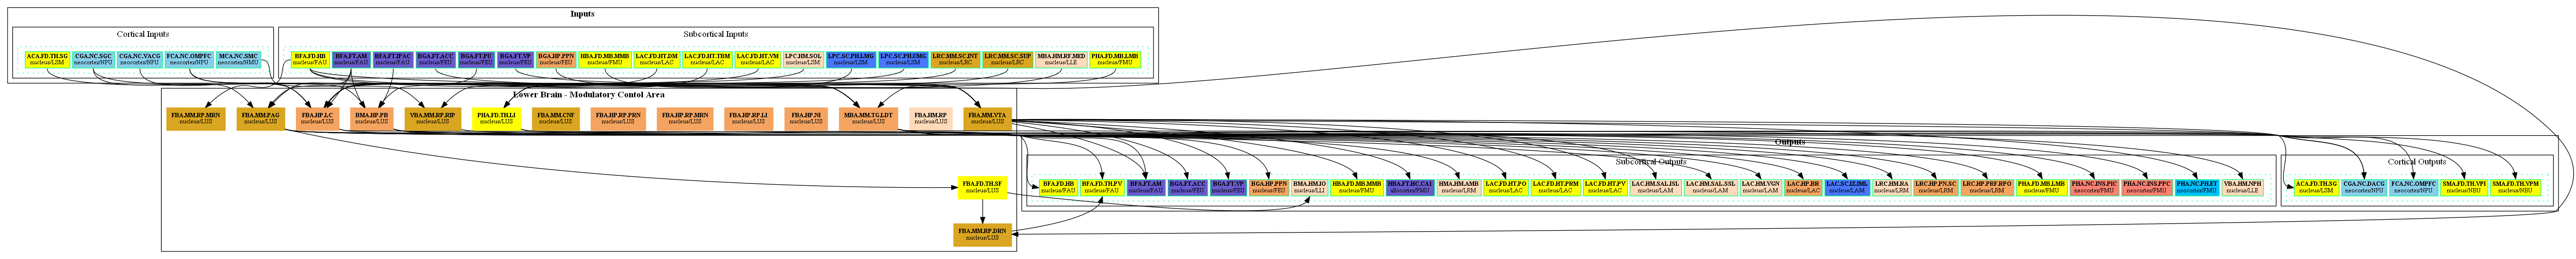 Inputs
Cortical Inputs
Subcortical Inputs
ACA.FD.TH.SG
nucleus/LSM
CGA.NC.SGC
neocortex/NPU
CGA.NC.VACG
neocortex/NPU
FCA.NC.OMPFC
neocortex/NPU
MCA.NC.SMC
neocortex/NMU
BFA.FD.HB
nucleus/FAU
BFA.FT.AM
nucleus/FAU
BFA.FT.IPAC
nucleus/FAU
BGA.FT.ACC
nucleus/FEU
BGA.FT.PU
nucleus/FEU
BGA.FT.VP
nucleus/FEU
BGA.HP.PPN
nucleus/FEU
HBA.FD.MB.MMB
nucleus/FMU
LAC.FD.HT.DM
nucleus/LAC
LAC.FD.HT.TBM
nucleus/LAC
LAC.FD.HT.VM
nucleus/LAC
LPC.HM.SOL
nucleus/LSM
LPC.SC.PH.LMG
nucleus/LSM
LPC.SC.PH.UMG
nucleus/LSM
LRC.MM.SC.INT
nucleus/LRC
LRC.MM.SC.SUP
nucleus/LRC
MBA.HM.RF.MED
nucleus/LLE
PHA.FD.MB.LMB
nucleus/FMU
Lower Brain - Modulatory Contol Area
FBA.MM.RP.MRN
nucleus/LUS
FBA.MM.PAG
nucleus/LUS
FBA.HP.LC
nucleus/LUS
BMA.HP.PB
nucleus/LUS
VBA.MM.RP.RIP
nucleus/LUS
PHA.FD.TH.LI
nucleus/LUS
FBA.MM.CNF
nucleus/LUS
FBA.HP.RP.PRN
nucleus/LUS
FBA.HP.RP.MRN
nucleus/LUS
FBA.HP.RP.LI
nucleus/LUS
FBA.HP.NI
nucleus/LUS
MBA.MM.TG.LDT
nucleus/LUS
FBA.HM.RP
nucleus/LUS
FBA.MM.VTA
nucleus/LUS
Outputs
Subcortical Outputs
Cortical Outputs
BFA.FD.HB
nucleus/FAU
BFA.FD.TH.PV
nucleus/FAU
BFA.FT.AM
nucleus/FAU
BGA.FT.ACC
nucleus/FEU
BGA.FT.VP
nucleus/FEU
BGA.HP.PPN
nucleus/FEU
BMA.HM.IO
nucleus/LLI
HBA.FD.MB.MMB
nucleus/FMU
HBA.FT.HC.CA1
allocortex/FMU
HMA.HM.AMB
nucleus/LRM
LAC.FD.HT.PO
nucleus/LAC
LAC.FD.HT.PRM
nucleus/LAC
LAC.FD.HT.PV
nucleus/LAC
LAC.HM.SAL.ISL
nucleus/LAM
LAC.HM.SAL.SSL
nucleus/LAM
LAC.HM.VGN
nucleus/LAC
LAC.HP.BR
nucleus/LAC
LAC.SC.IZ.IML
nucleus/LAM
LRC.HM.RA
nucleus/LRM
LRC.HP.PN.SC
nucleus/LRM
LRC.HP.PRF.RPO
nucleus/LRM
PHA.FD.MB.LMB
nucleus/FMU
PHA.NC.INS.PIC
neocortex/FMU
PHA.NC.INS.PPC
neocortex/FMU
PHA.NC.PH.ET
neocortex/FMU
VBA.HM.NPH
nucleus/LLE
ACA.FD.TH.SG
nucleus/LSM
CGA.NC.DACG
neocortex/NPU
FCA.NC.OMPFC
neocortex/NPU
SMA.FD.TH.VPI
nucleus/NBU
SMA.FD.TH.VPM
nucleus/NBU
FBA.FD.TH.SF
nucleus/LUS
FBA.MM.RP.DRN
nucleus/LUS